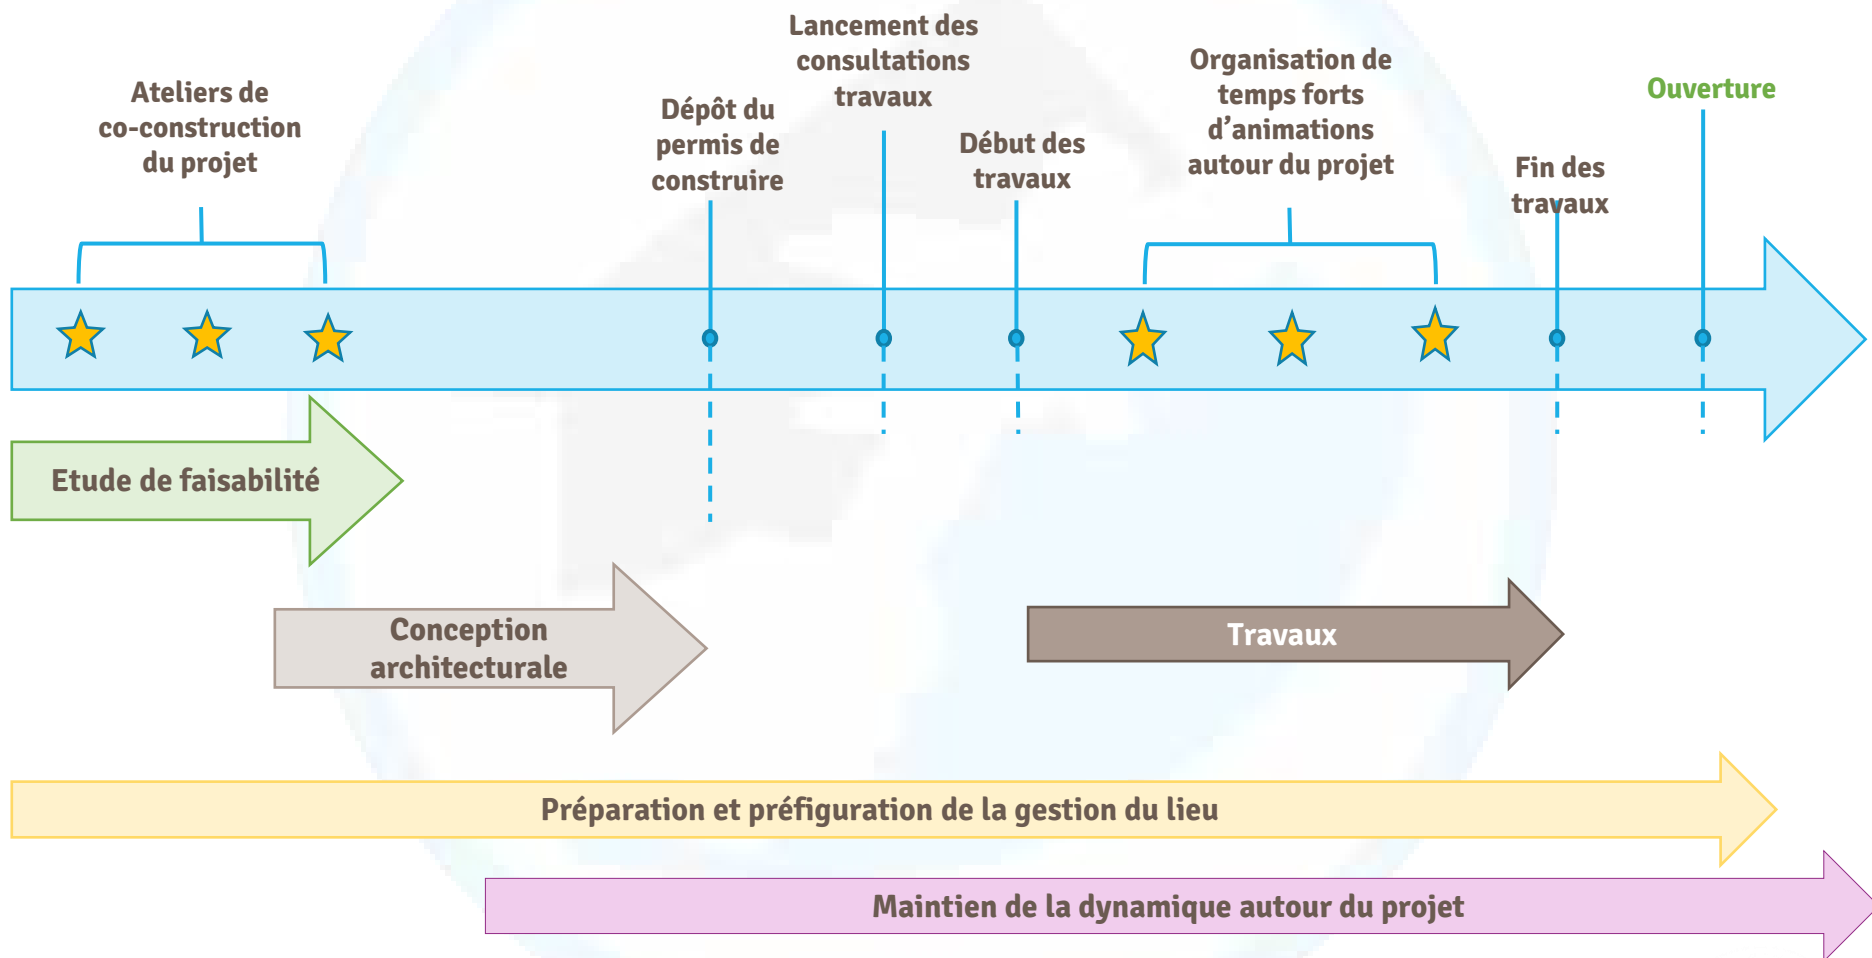 Ateliers de
co-construction
du projet
Dépôt du
permis de
construire
Lancement des
consultations
travaux
Début des
travaux
Organisation de
temps forts
d’animations
autour du projet
Fin des
travaux
Ouverture
Etude de faisabilité
Conception
architecturale
Travaux
Préparation et préfiguration de la gestion du lieu
Maintien de la dynamique autour du projet